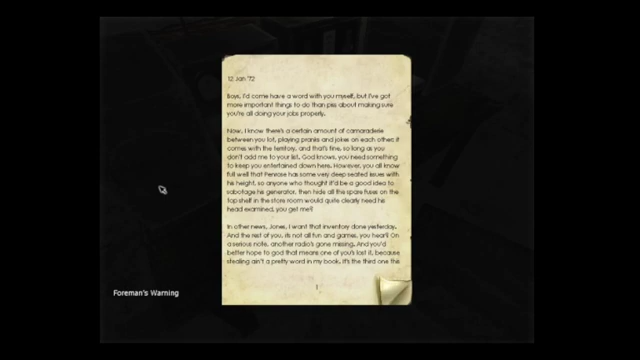 12 Jan '72
Boys, I'd come have a word with you myself, but I've got
more important things to do than piss about making sure
you're all doing your jobs properly.
Now, I know there's a certain amount of camaraderie
between you lot, playing pranks and jokes on each other, it
comes with the territory, and that's fine, so long as you
don't add me to your list. God knows, you need something
to keep you entertained down here. However, you all know
full well that Penrose has some very deep seated issues with
his height, so anyone who thought it'd be a good idea to
sabotage his generator, then hide all the spare fuses on the
top shelf in the store room would quite clearly need his
head examined, you get me?
In other news, Jones, I want that inventory done yesterday.
And the rest of you, its not all fun and games, you hear? On
a serious note, another radio's gone missing. And you'd
better hope to god that means one of you's lost it, because
stealing ain't a pretty word in my book. It's the third one this
1
Foreman's Warning